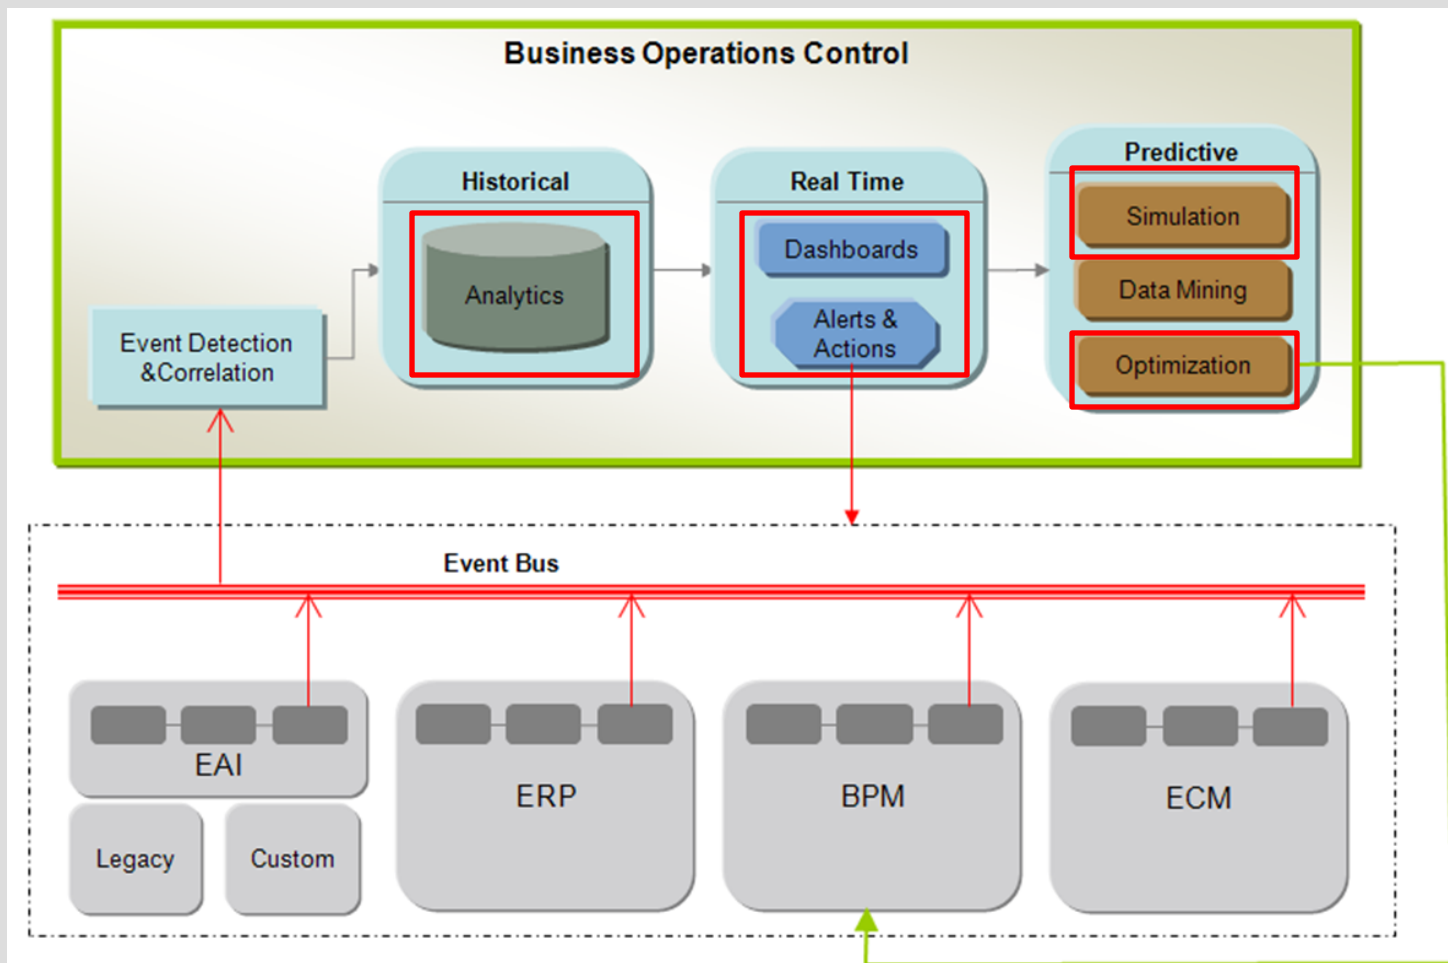 Business Operations Control
Historical
Analytics
Real Time
Dashboards
Alerts &
Actions
Predictive
Simulation
Data Mining
Optimization
Event Detection
&Correlation
Event Bus
EAI
Legacy
Custom
ERP
BPM
ECM